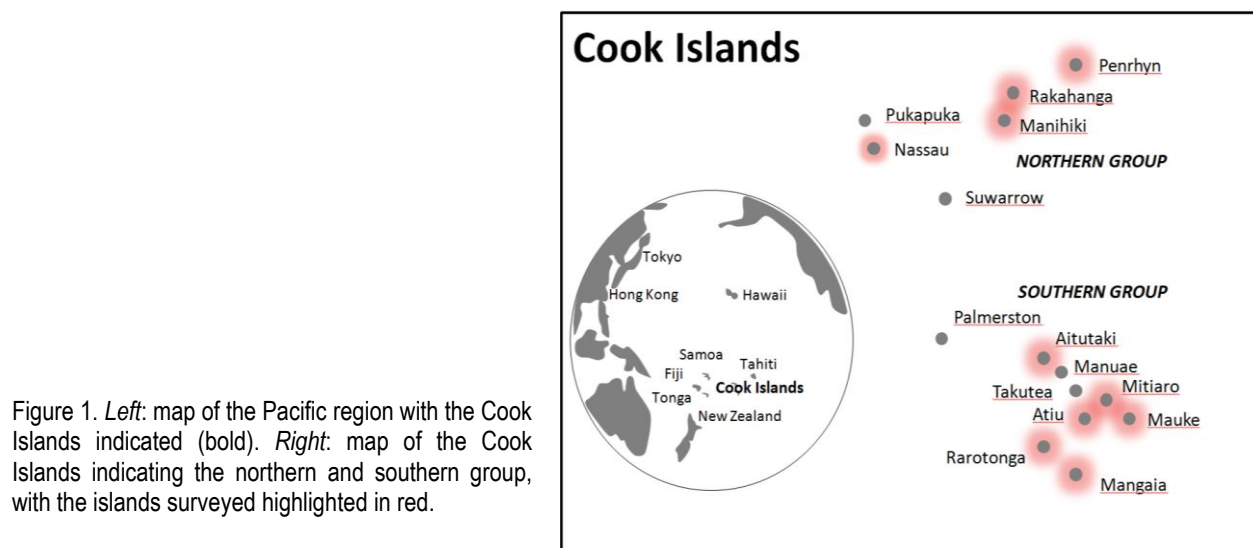 Cook Islands
Penrhyn
Rakahanga
Pukapuka
Manihiki
Nassau
NORTHERN GROUP
Suwarrow
Tokyo
Hong Kong
Hawaii
SOUTHERN GROUP
Palmerston
Aitutaki
Samoa
Tahiti
Manuae
Fiji
Cook Islands
Takutea
Mitiaro
Tonga
Atiu
Mauke
New Zealand
Rarotonga
Mangaia
Figure 1. Left: map of the Pacific region with the Cook
Islands indicated (bold). Right: map of the Cook
Islands indicating the northern and southern group,
with the islands surveyed highlighted in red.